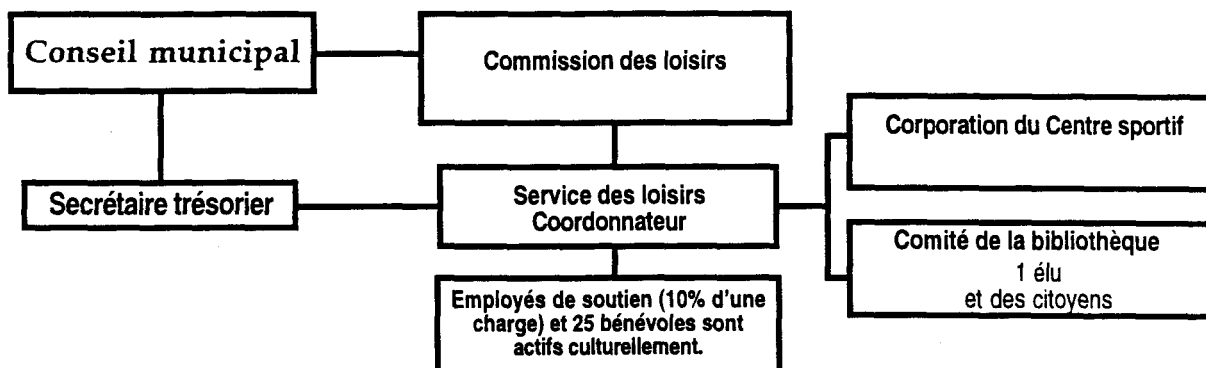 Conseil municipal
Commission des loisirs
Corporation du Centre sportif
Secrétaire trésorier
Service des loisirs
Coordonnateur
Comité de la bibliothèque
1 élu
et des citoyens
Employés de soutien (10% d'une
charge) et 25 bénévoles sont
actifs culturellement.